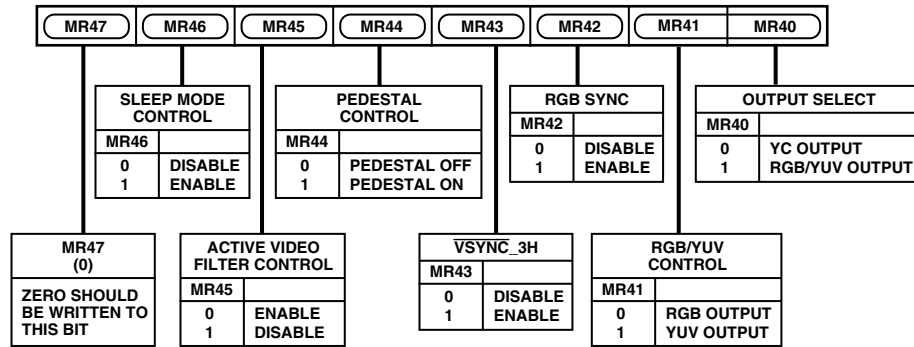 MR47 MR46 MR45 MR44 MR43 MR42 MR41 MR40
SLEEP MODE
CONTROL
MR46
0 DISABLE
1 ENABLE
PEDESTAL
CONTROL
MR44
0 PEDESTAL OFF
1 PEDESTAL ON
RGB SYNC
MR42
0 DISABLE
1 ENABLE
OUTPUT SELECT
MR40
0 YC OUTPUT
1 RGB/YUV OUTPUT
MR47
(0)
ZERO SHOULD
BE WRITTEN TO
THIS BIT
ACTIVE VIDEO
FILTER CONTROL
MR45
0 ENABLE
1 DISABLE
V̅S̅Y̅N̅C̅_3H
MR43
0 DISABLE
1 ENABLE
RGB/YUV
CONTROL
MR41
0 RGB OUTPUT
1 YUV OUTPUT